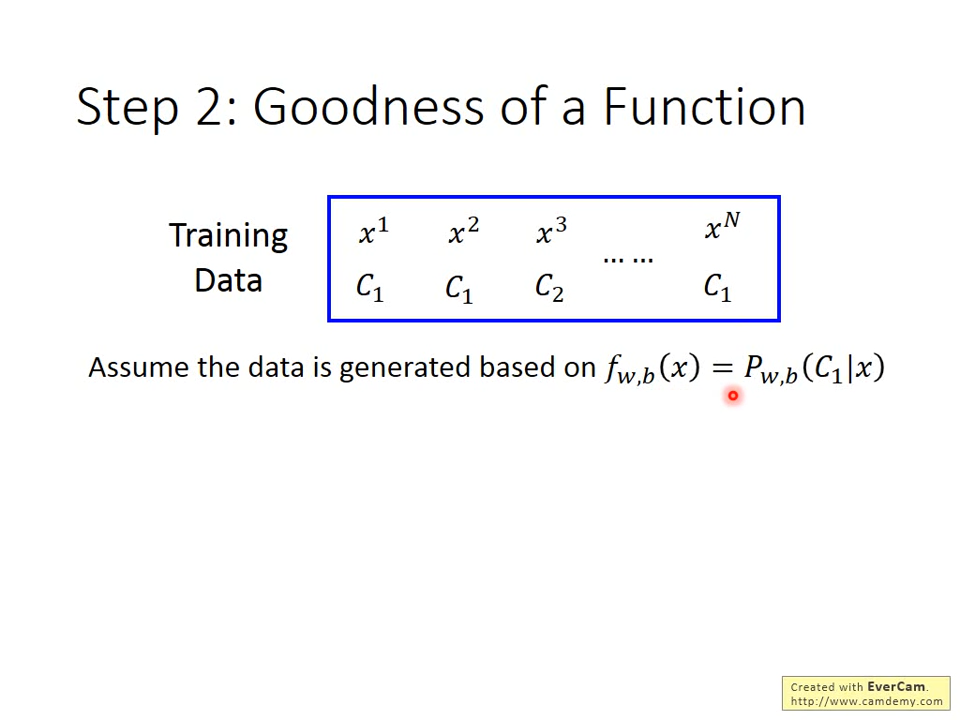 Step 2: Goodness of a Function
Training Data
x¹ x² x³ … … x^N
C₁ C₁ C₂ C₁
Assume the data is generated based on f_{w,b}(x) = P_{w,b}(C₁|x)
Created with EverCam.
http://www.camdemy.com